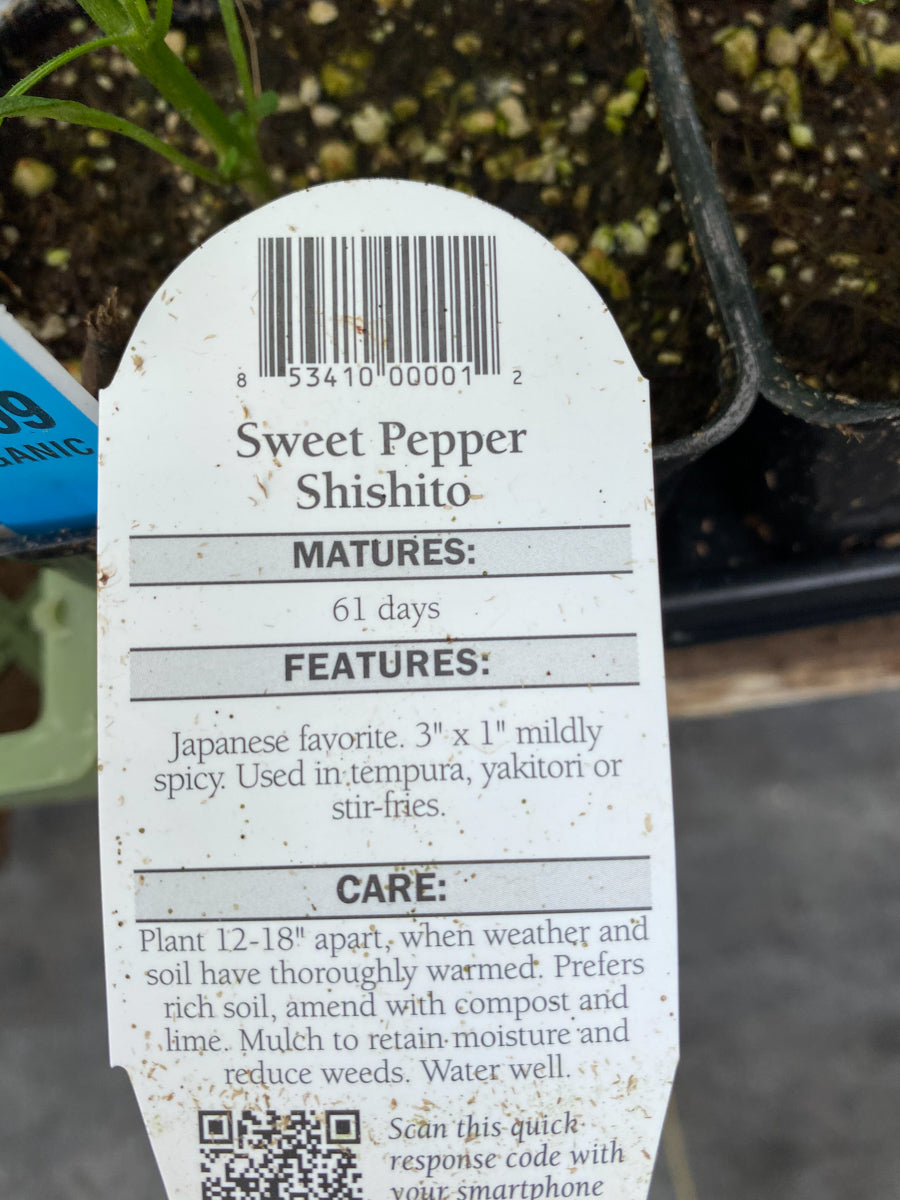 8 53410 00001 2
Sweet Pepper
Shishito
MATURES:
61 days
FEATURES:
Japanese favorite. 3" x 1" mildly
spicy. Used in tempura, yakitori or
stir-fries.
CARE:
Plant 12-18" apart, when weather and
soil have thoroughly warmed. Prefers
rich soil, amend with compost and
lime. Mulch to retain moisture and
reduce weeds. Water well.
Scan this quick
response code with
your smartphone